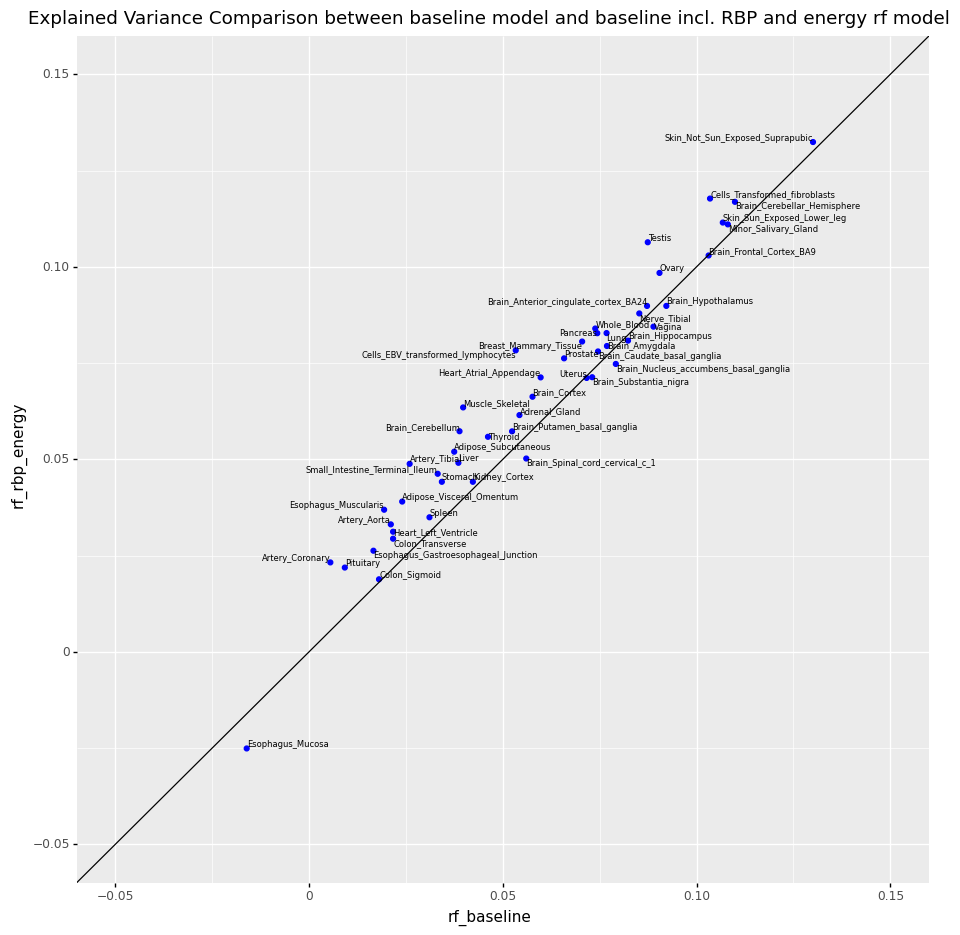 Explained Variance Comparison between baseline model and baseline incl. RBP and energy rf model
0.15
Skin_Not_Sun_Exposed_Suprapubic
Cells_Transformed_fibroblasts
Brain_Cerebellar_Hemisphere
Skin_Sun_Exposed_Lower_leg
Minor_Salivary_Gland
Testis
Brain_Frontal_Cortex_BA9
0.10
Ovary
Brain_Anterior_cingulate_cortex_BA24
Brain_Hypothalamus
Nerve_Tibial
Whole_Blood
Vagina
Pancreas
Lung
Brain_Hippocampus
Breast_Mammary_Tissue
Brain_Amygdala
Cells_EBV_transformed_lymphocytes
Prostate
Brain_Caudate_basal_ganglia
Brain_Nucleus_accumbens_basal_ganglia
Heart_Atrial_Appendage
Uterus
Brain_Substantia_nigra
Brain_Cortex
Muscle_Skeletal
Adrenal_Gland
Brain_Cerebellum
Brain_Putamen_basal_ganglia
Thyroid
Adipose_Subcutaneous
Artery_Tibial
Liver
Brain_Spinal_cord_cervical_c_1
0.05
Small_Intestine_Terminal_Ileum
Stomach
Kidney_Cortex
Adipose_Visceral_Omentum
Esophagus_Muscularis
Spleen
Artery_Aorta
Heart_Left_Ventricle
Colon_Transverse
Esophagus_Gastroesophageal_Junction
Artery_Coronary
Pituitary
Colon_Sigmoid
0
Esophagus_Mucosa
−0.05
rf_rbp_energy
−0.05
0
0.05
0.10
0.15
rf_baseline